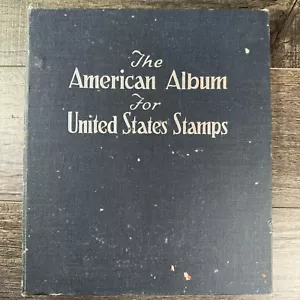 The
American Album
For
United States Stamps